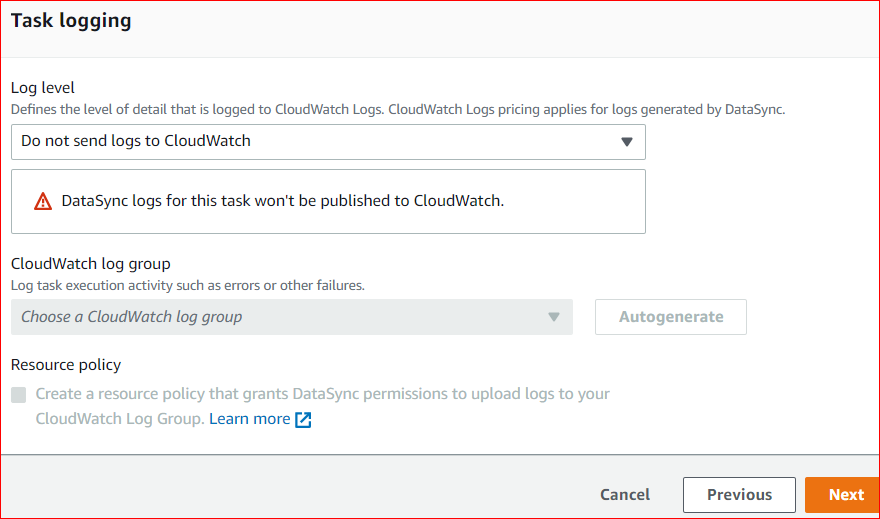 Task logging
Log level
Defines the level of detail that is logged to CloudWatch Logs. CloudWatch Logs pricing applies for logs generated by DataSync.
Do not send logs to CloudWatch
DataSync logs for this task won't be published to CloudWatch.
CloudWatch log group
Log task execution activity such as errors or other failures.
Choose a CloudWatch log group
Autogenerate
Resource policy
Create a resource policy that grants DataSync permissions to upload logs to your
CloudWatch Log Group. Learn more
Cancel
Previous
Next